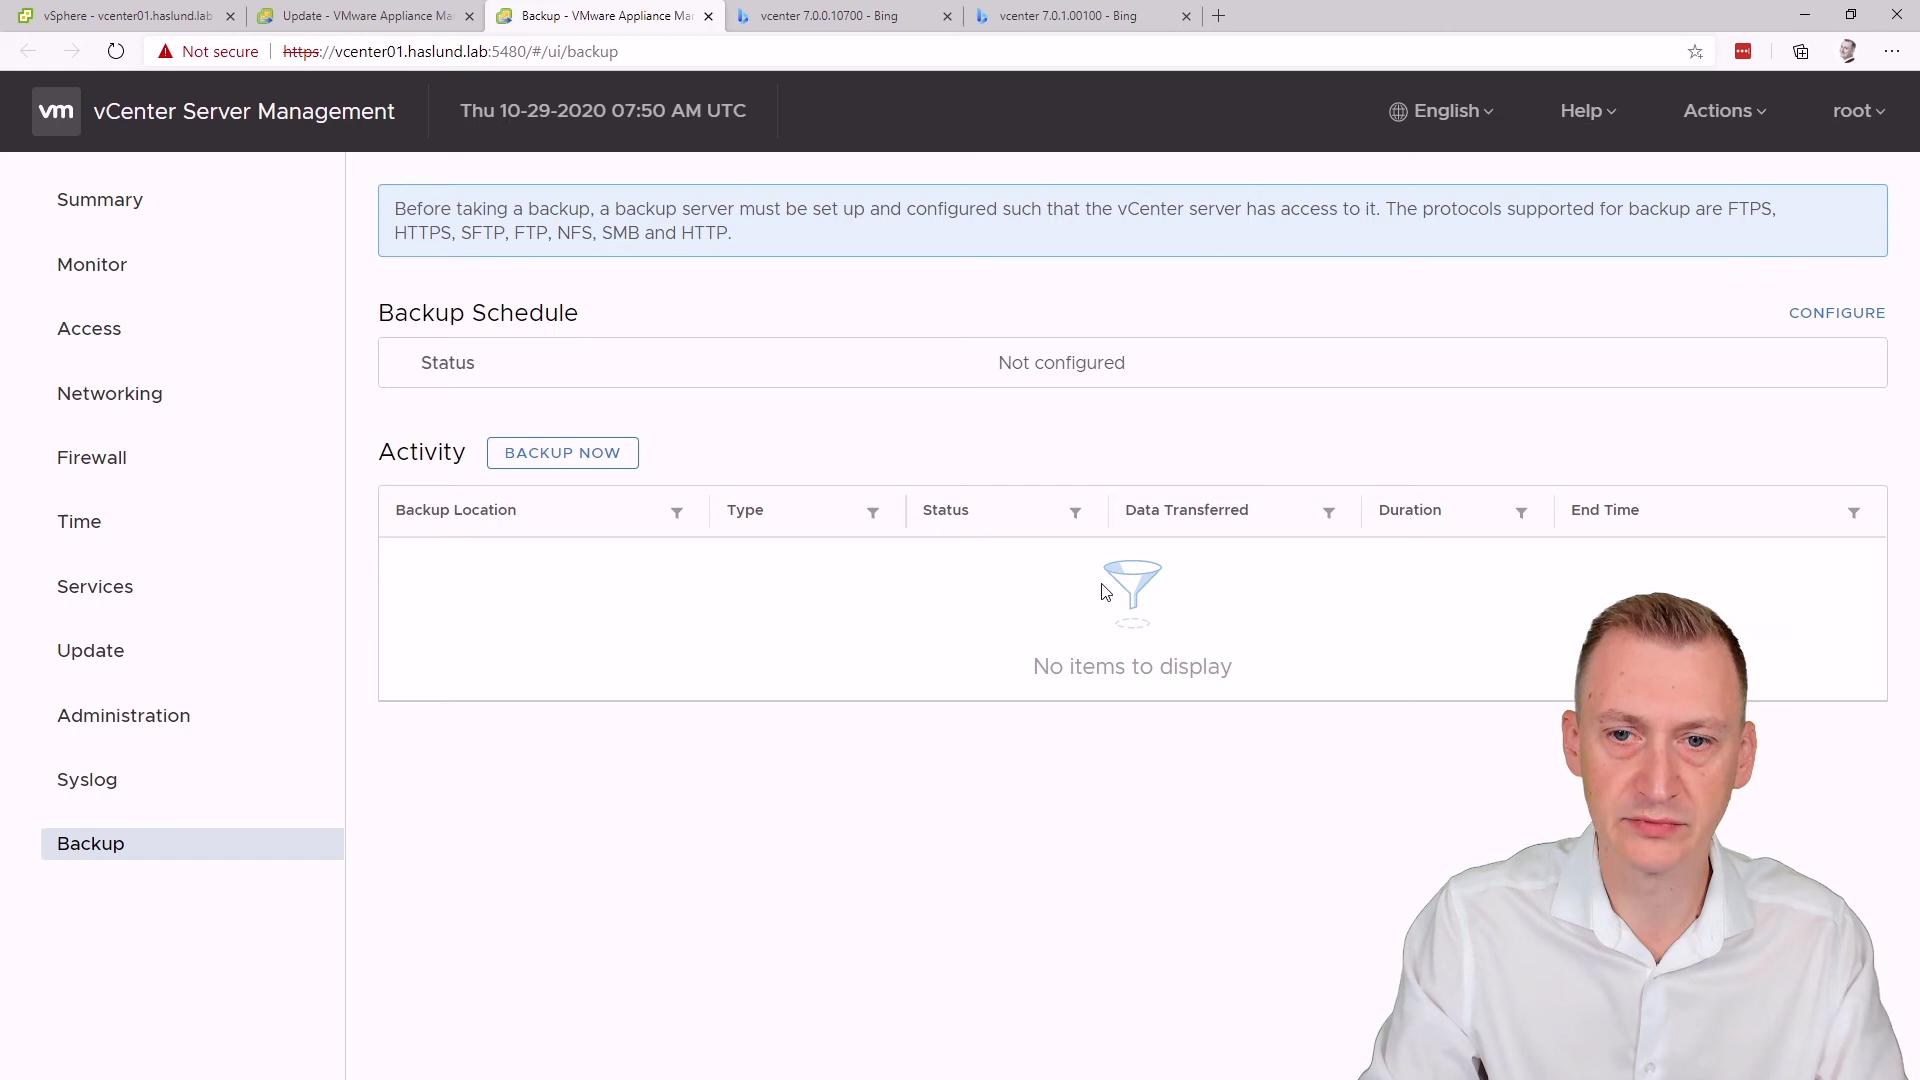 vSphere - vcenter01.haslund.lab
Update - VMware Appliance Ma
Backup - VMware Appliance Mar
vcenter 7.0.0.10700 - Bing
vcenter 7.0.1.00100 - Bing
Not secure
https://vcenter01.haslund.lab:5480/#/ui/backup
vm
vCenter Server Management
Thu 10-29-2020 07:50 AM UTC
English
Help
Actions
root
Summary
Monitor
Access
Networking
Firewall
Time
Services
Update
Administration
Syslog
Backup
Before taking a backup, a backup server must be set up and configured such that the vCenter server has access to it. The protocols supported for backup are FTPS,
HTTPS, SFTP, FTP, NFS, SMB and HTTP.
Backup Schedule
CONFIGURE
Status
Not configured
Activity
BACKUP NOW
Backup Location
Type
Status
Data Transferred
Duration
End Time
No items to display